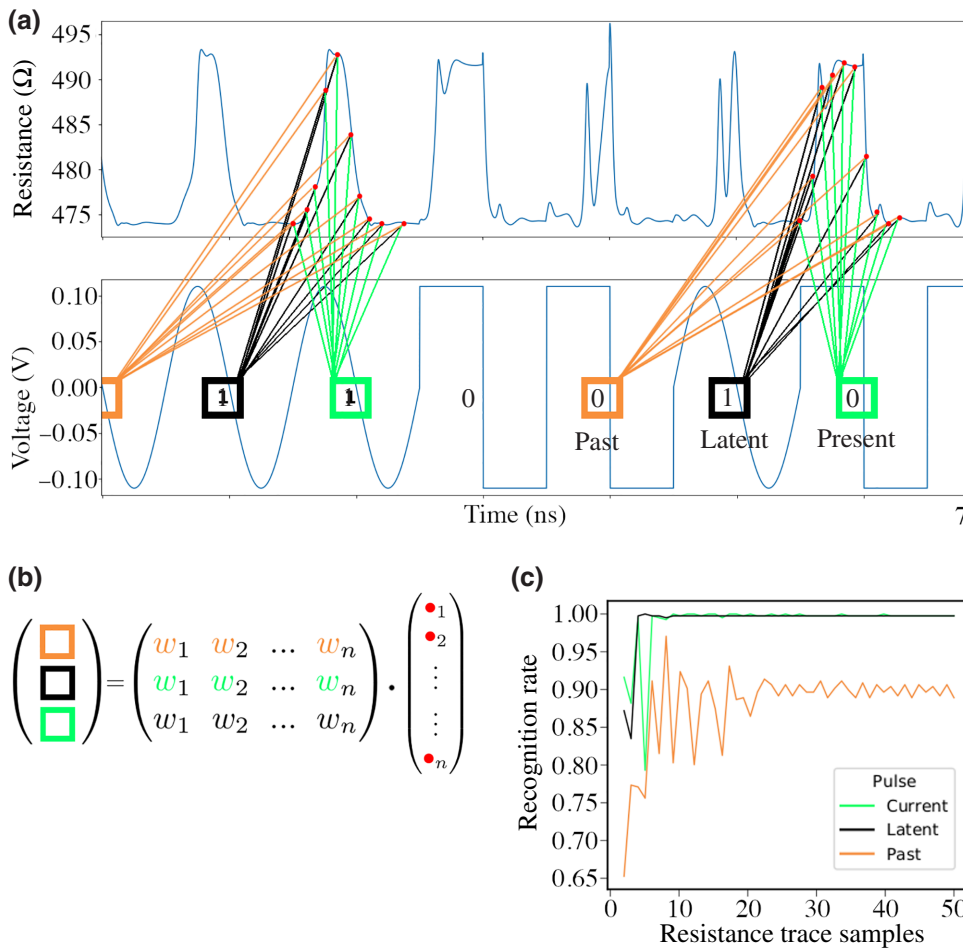 (a)
Resistance (Ω)
495
490
485
480
475
Voltage (V)
0.10
0.05
0.00
−0.05
−0.10
1 1 0 0 1 0
Past Latent Present
Time (ns)
7
(b)
= w1 w2 ... wn
w1 w2 ... wn
w1 w2 ... wn
. 1
2
⋮
⋮
n
(c)
Recognition rate
1.00
0.95
0.90
0.85
0.80
0.75
0.70
0.65
Pulse
Current
Latent
Past
0 10 20 30 40 50
Resistance trace samples